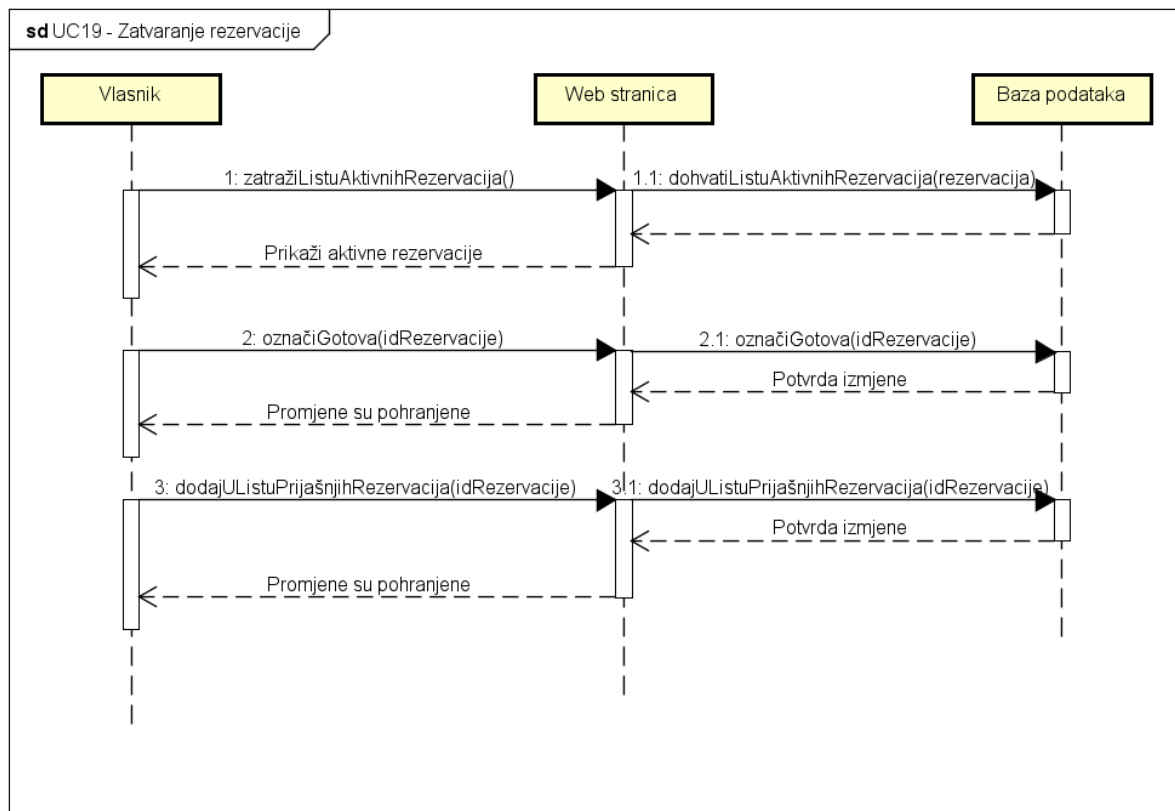 sd UC19 - Zatvaranje rezervacije
Vlasnik
Web stranica
Baza podataka
1: zatražiListuAktivnihRezervacija()
1.1: dohvatiListuAktivnihRezervacija(rezervacija)
Prikaži aktivne rezervacije
2: označiGotova(idRezervacije)
2.1: označiGotova(idRezervacije)
Potvrda izmjene
Promjene su pohranjene
3: dodajUListuPrijašnjihRezervacija(idRezervacije)
3.1: dodajUListuPrijašnjihRezervacija(idRezervacije)
Potvrda izmjene
Promjene su pohranjene